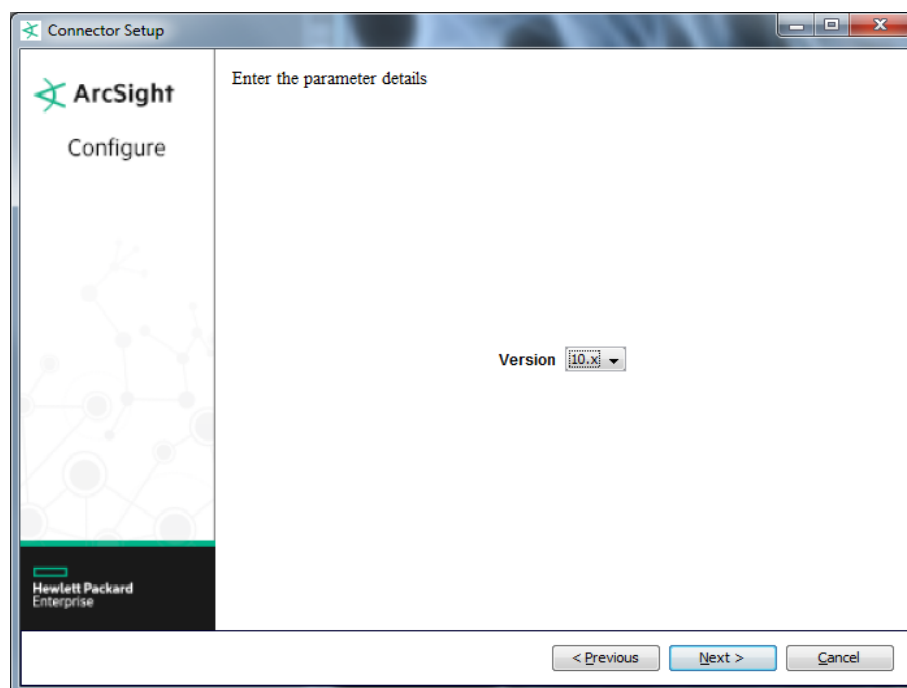 Connector Setup
ArcSight
Configure
Enter the parameter details
Version 10.x
Hewlett Packard
Enterprise
< Previous Next > Cancel